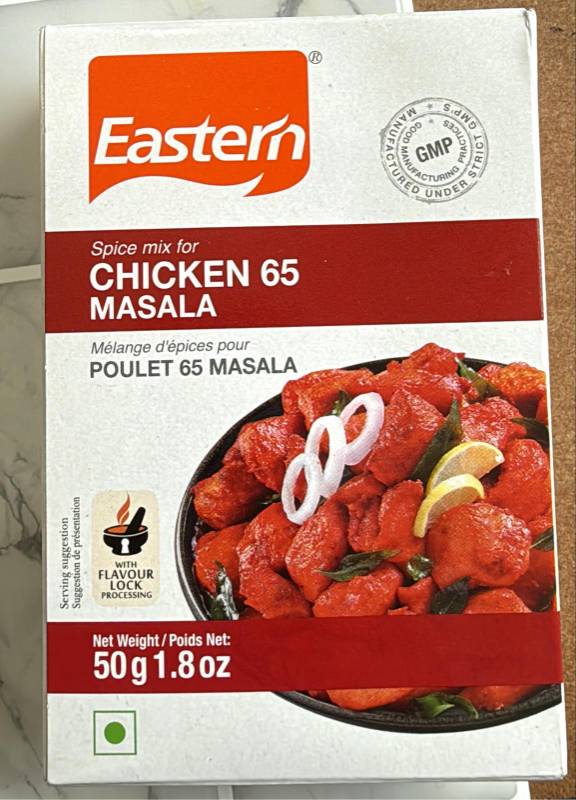 Eastern®
GMP
GOOD MANUFACTURING PRACTICES
MANUFACTURED UNDER STRICT GMP'S
Spice mix for
CHICKEN 65
MASALA
Mélange d'épices pour
POULET 65 MASALA
Serving suggestion
Suggestion de présentation
WITH
FLAVOUR
LOCK
PROCESSING
Net Weight/Poids Net:
50g 1.8oz